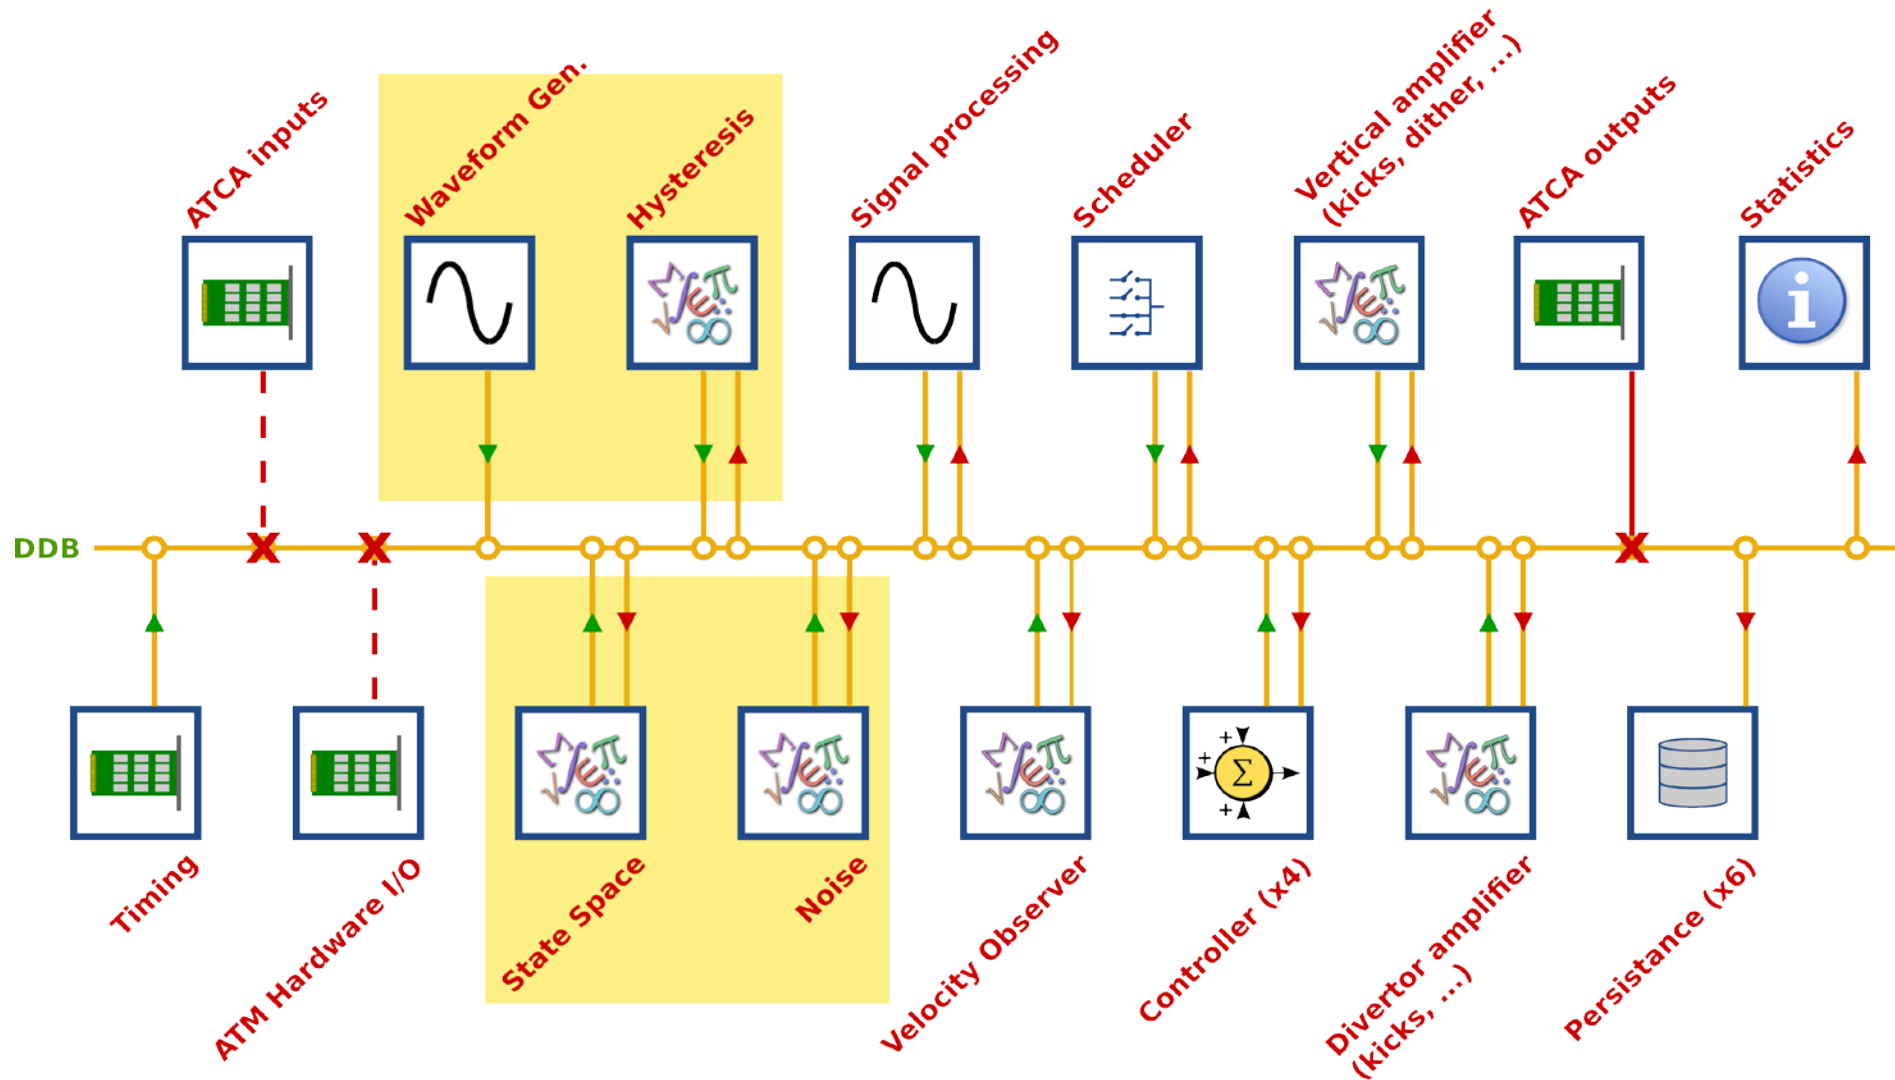 ATCA inputs
Waveform Gen.
Hysteresis
Signal processing
Scheduler
Vertical amplifier
(kicks, dither, ...)
ATCA outputs
Statistics
DDB
Timing
ATM Hardware I/O
State Space
Noise
Velocity Observer
Controller (x4)
Σ
+
+
+
Divertor amplifier
(kicks, ...)
Persistance (x6)